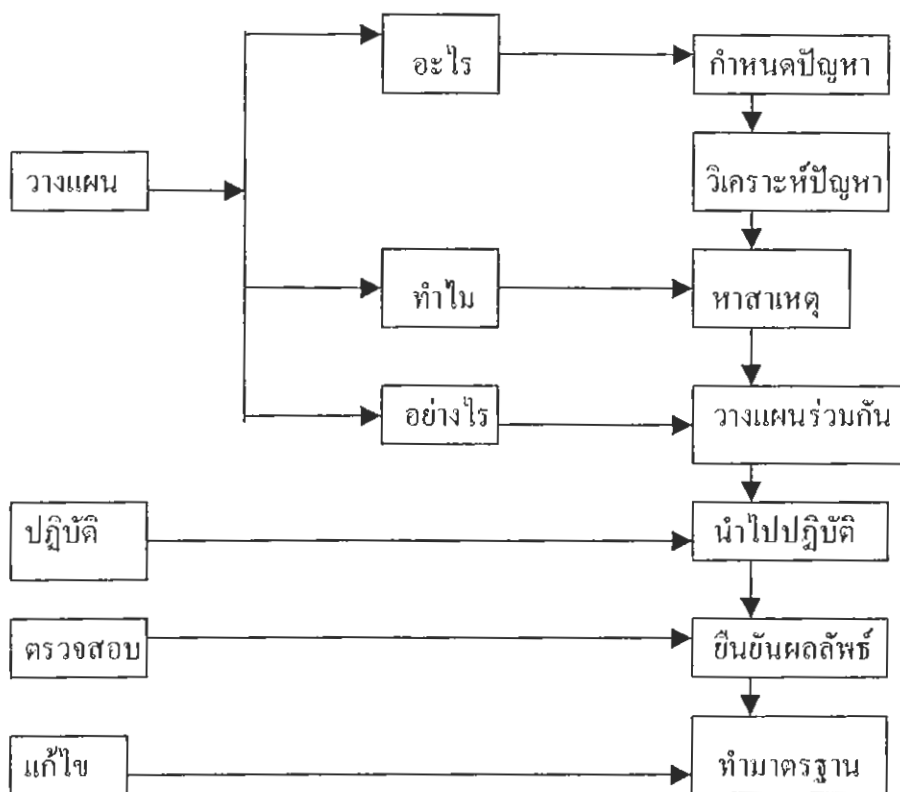 อะไร
กำหนดปัญหา
วางแผน
วิเคราะห์ปัญหา
ทำไม
หาสาเหตุ
อย่างไร
วางแผนร่วมกัน
ปฏิบัติ
นำไปปฏิบัติ
ตรวจสอบ
ยืนยันผลลัพธ์
แก้ไข
ทำมาตรฐาน